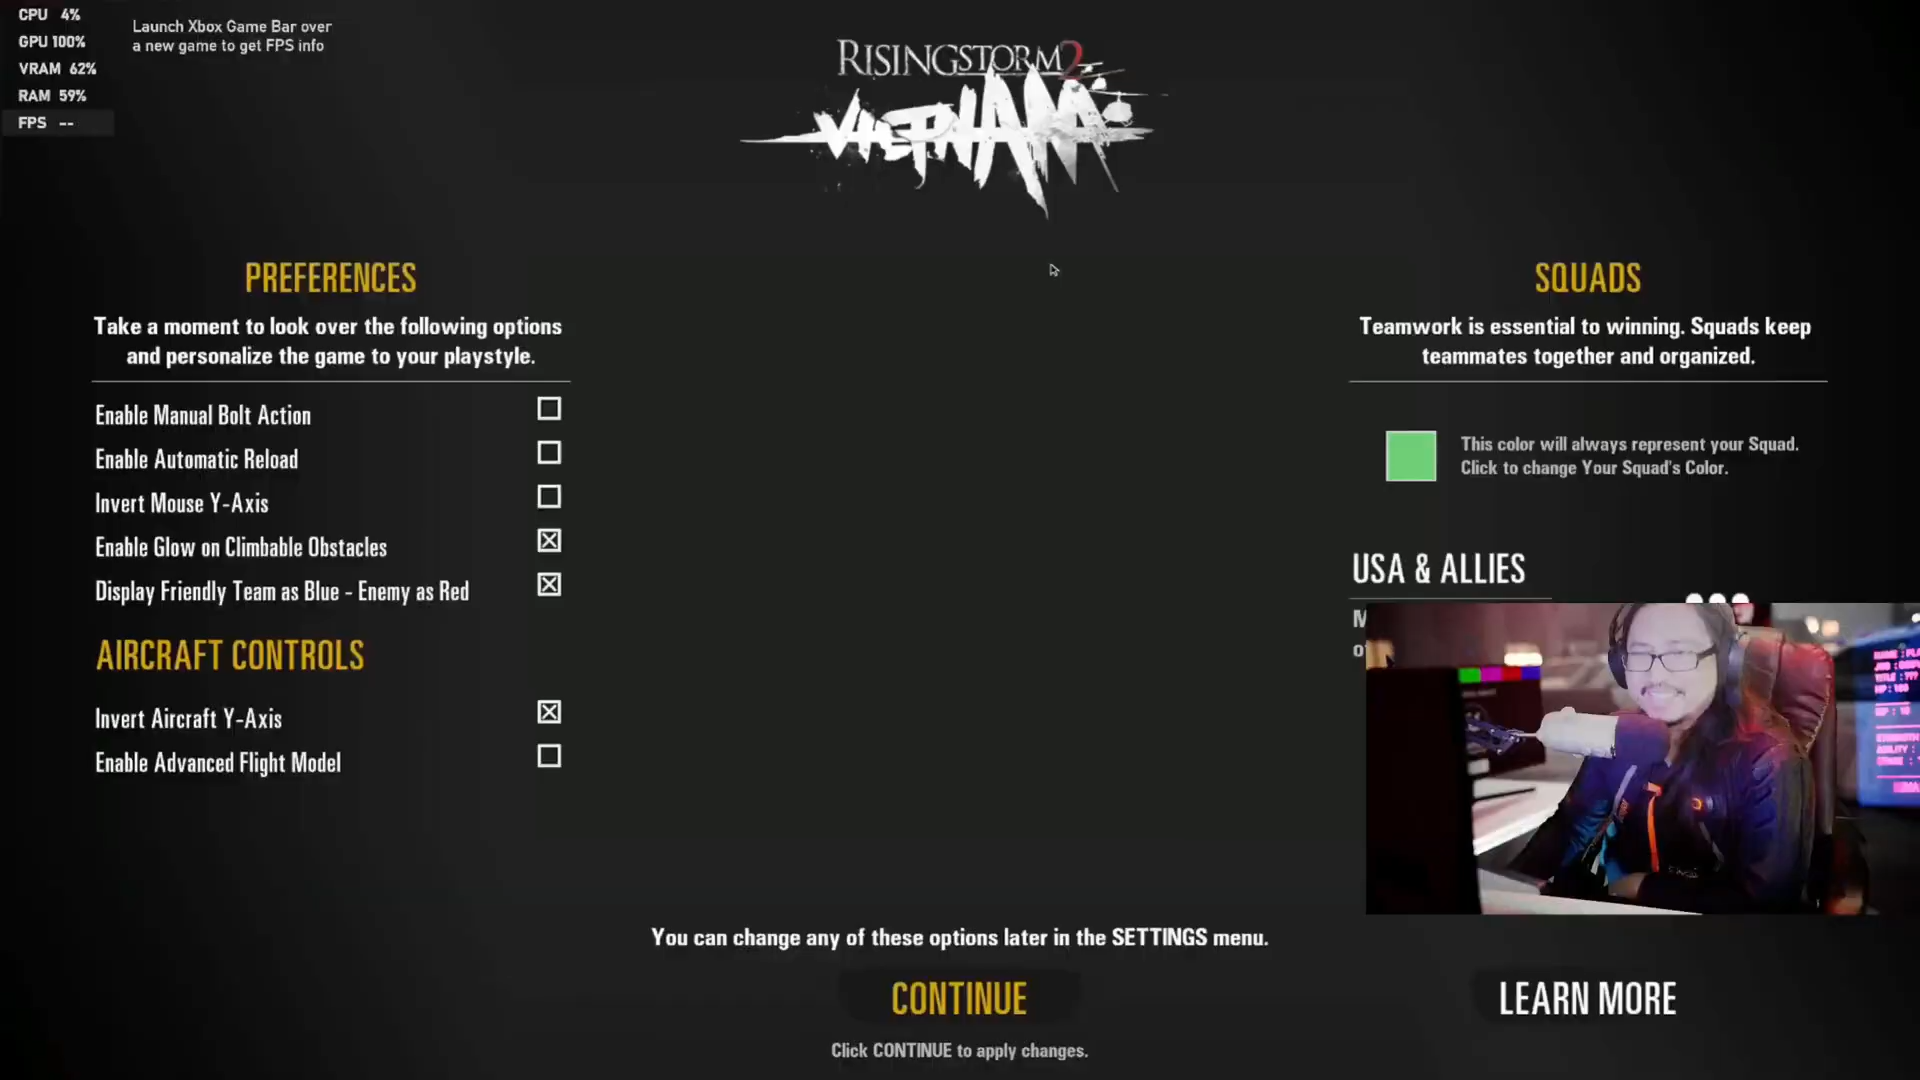 CPU 4%
GPU 100%
VRAM 62%
RAM 59%
FPS --
Launch Xbox Game Bar over
a new game to get FPS info
RISINGSTORM 2
VIETNAM
PREFERENCES
Take a moment to look over the following options
and personalize the game to your playstyle.
Enable Manual Bolt Action
Enable Automatic Reload
Invert Mouse Y-Axis
Enable Glow on Climbable Obstacles
Display Friendly Team as Blue - Enemy as Red
AIRCRAFT CONTROLS
Invert Aircraft Y-Axis
Enable Advanced Flight Model
SQUADS
Teamwork is essential to winning. Squads keep
teammates together and organized.
This color will always represent your Squad.
Click to change Your Squad's Color.
USA & ALLIES
You can change any of these options later in the SETTINGS menu.
CONTINUE
Click CONTINUE to apply changes.
LEARN MORE